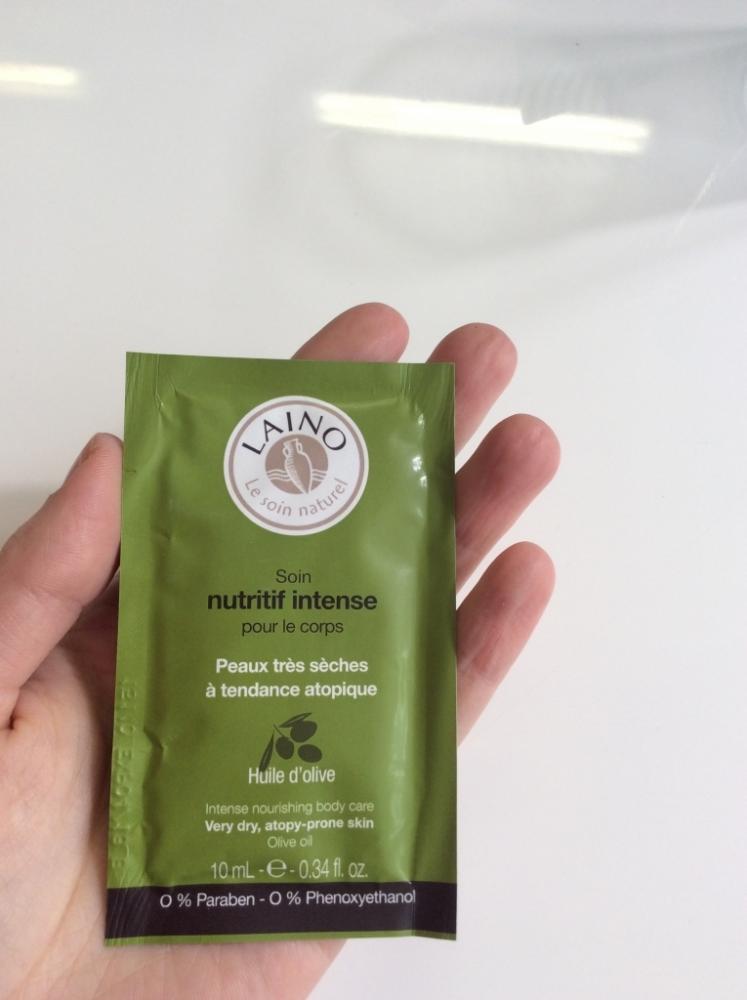 LAINO
Le soin naturel
Soin
nutritif intense
pour le corps
Peaux très sèches
à tendance atopique
Huile d'olive
Intense nourishing body care
Very dry, atopy-prone skin
Olive oil
10 mL - e - 0.34 fl. oz.
0 % Paraben - 0 % Phenoxyethanol